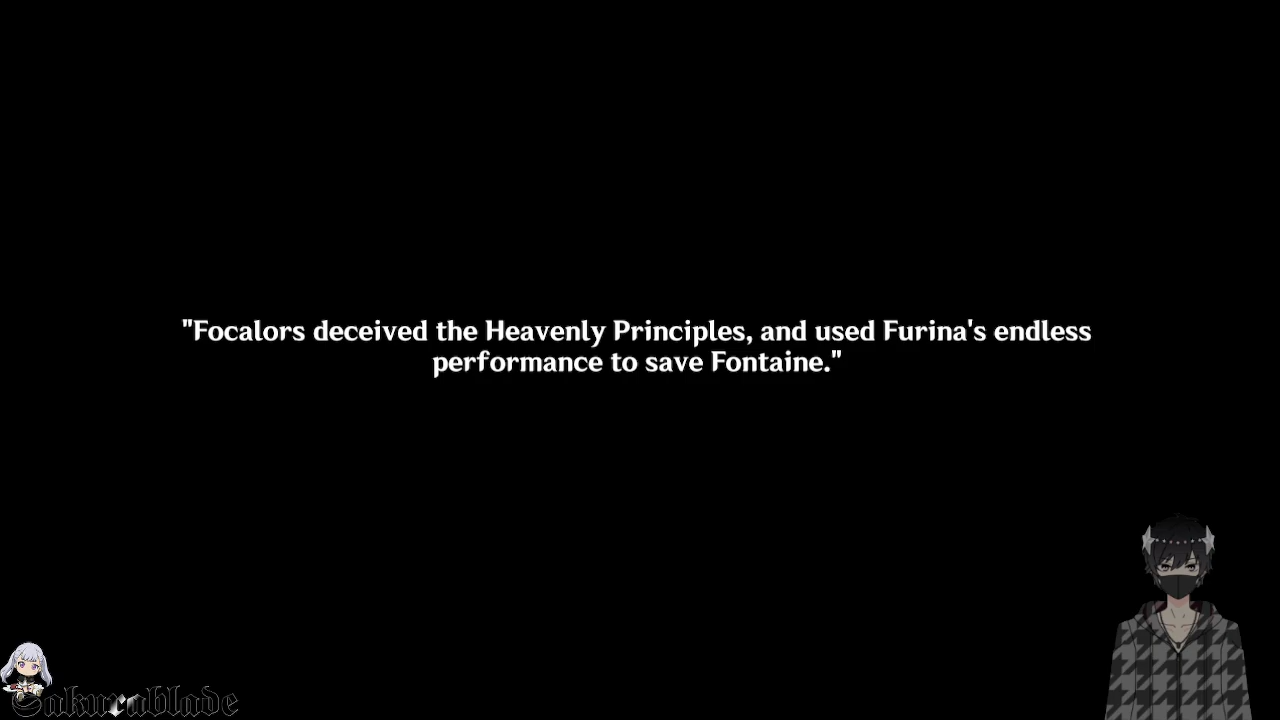 "Focalors deceived the Heavenly Principles, and used Furina's endless
performance to save Fontaine."
Sakurablade